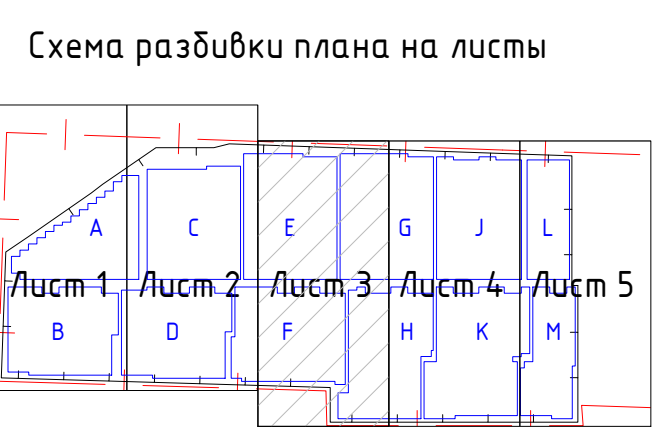 Схема разбивки плана на листы
A C E G J L
Лист 1 Лист 2 Лист 3 Лист 4 Лист 5
B D F H K M